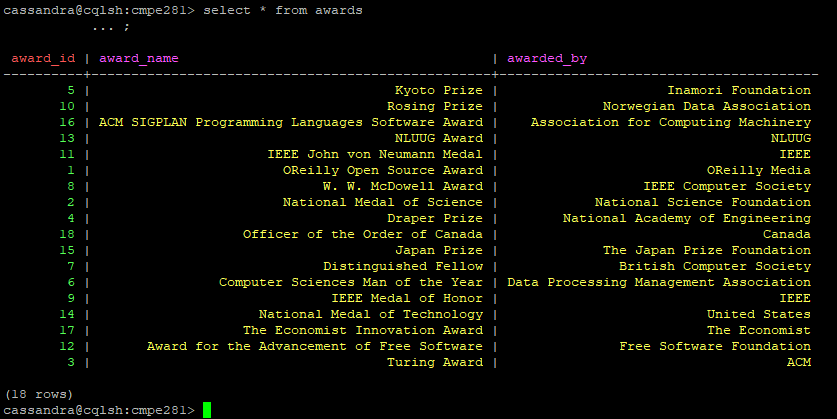 cassandra@cqlsh:cmpe281> select * from awards
... ;
award_id | award_name | awarded_by
----------+------------------------------------------------+---------------------------------------
5 | Kyoto Prize | Inamori Foundation
10 | Rosing Prize | Norwegian Data Association
16 | ACM SIGPLAN Programming Languages Software Award | Association for Computing Machinery
13 | NLUUG Award | NLUUG
11 | IEEE John von Neumann Medal | IEEE
1 | OReilly Open Source Award | OReilly Media
8 | W. W. McDowell Award | IEEE Computer Society
2 | National Medal of Science | National Science Foundation
4 | Draper Prize | National Academy of Engineering
18 | Officer of the Order of Canada | Canada
15 | Japan Prize | The Japan Prize Foundation
7 | Distinguished Fellow | British Computer Society
6 | Computer Sciences Man of the Year | Data Processing Management Association
9 | IEEE Medal of Honor | IEEE
14 | National Medal of Technology | United States
17 | The Economist Innovation Award | The Economist
12 | Award for the Advancement of Free Software | Free Software Foundation
3 | Turing Award | ACM
(18 rows)
cassandra@cqlsh:cmpe281>